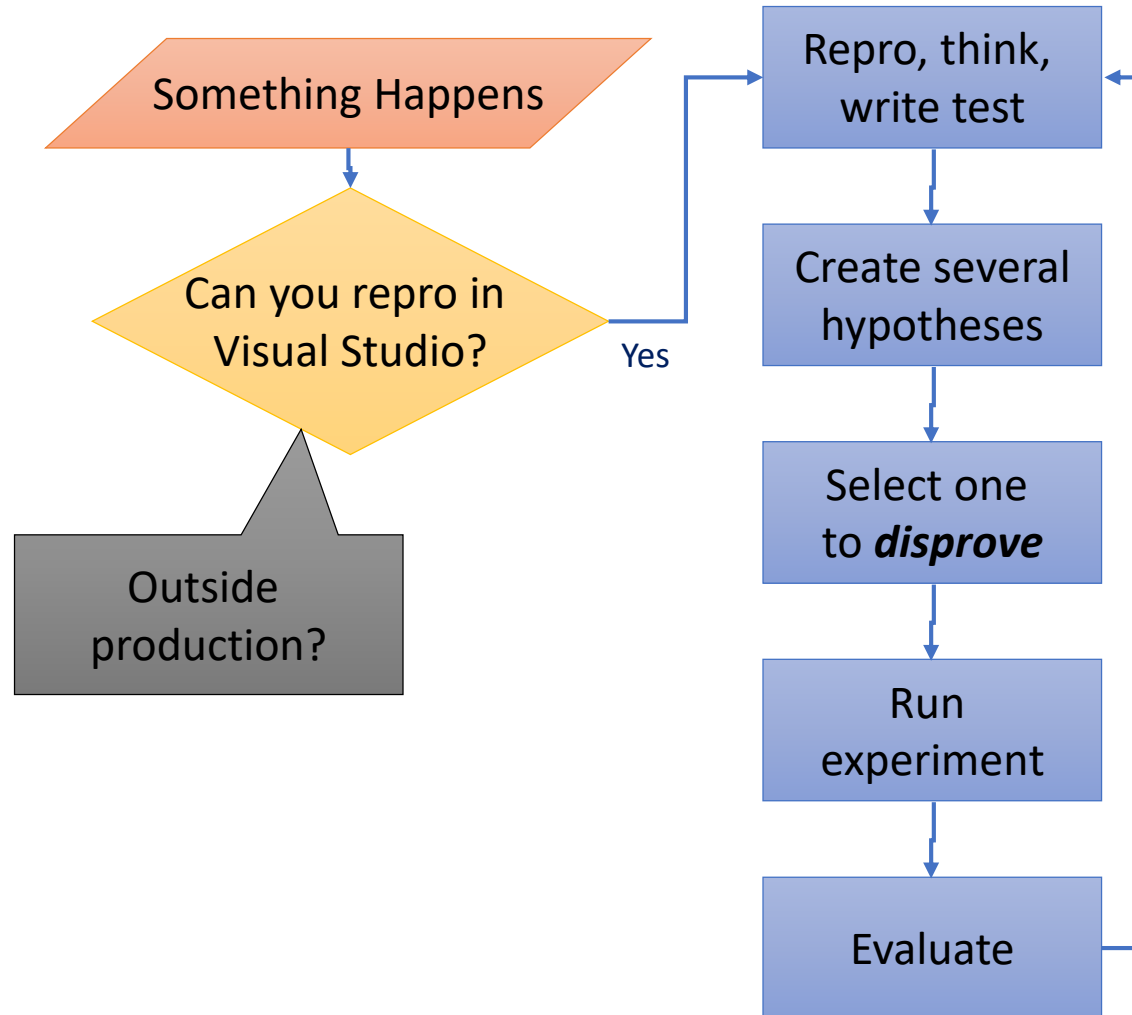 Something Happens
Can you repro in
Visual Studio?
Yes
Outside
production?
Repro, think,
write test
Create several
hypotheses
Select one
to disprove
Run
experiment
Evaluate